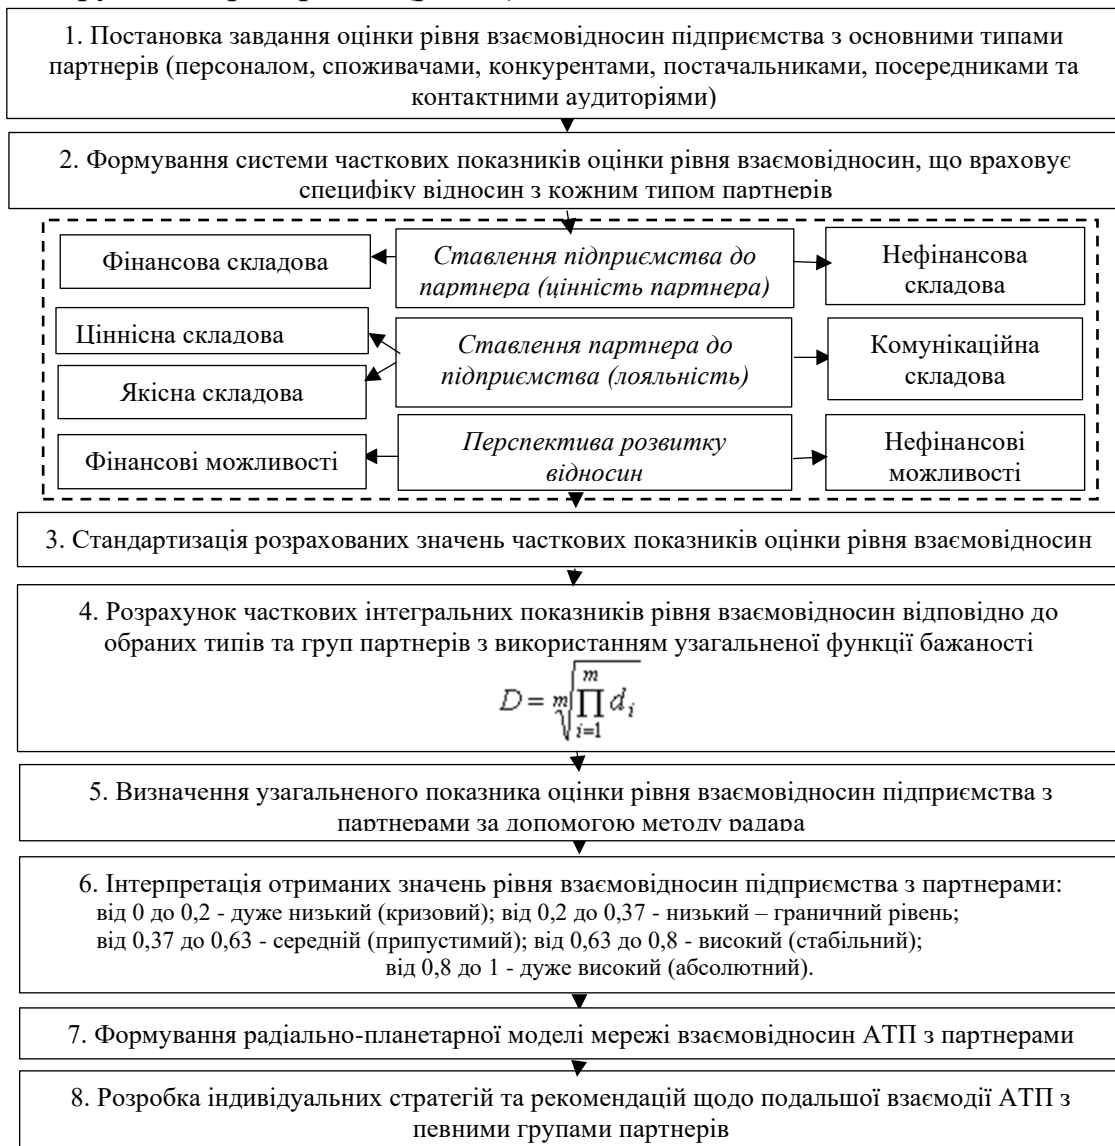 1. Постановка завдання оцінки рівня взаємовідносин підприємства з основними типами
партнерів (персоналом, споживачами, конкурентами, постачальниками, посередниками та
контактними аудиторіями)
2. Формування системи часткових показників оцінки рівня взаємовідносин, що враховує
специфіку відносин з кожним типом партнерів
Фінансова складова
Ставлення підприємства до
партнера (цінність партнера)
Нефінансова
складова
Ціннісна складова
Якісна складова
Ставлення партнера до
підприємства (лояльність)
Комунікаційна
складова
Фінансові можливості
Перспектива розвитку
відносин
Нефінансові
можливості
3. Стандартизація розрахованих значень часткових показників оцінки рівня взаємовідносин
4. Розрахунок часткових інтегральних показників рівня взаємовідносин відповідно до
обраних типів та груп партнерів з використанням узагальненої функції бажаності
D = \sqrt[m]{\prod_{i=1}^{m} d_i}
5. Визначення узагальненого показника оцінки рівня взаємовідносин підприємства з
партнерами за допомогою методу радара
6. Інтерпретація отриманих значень рівня взаємовідносин підприємства з партнерами:
від 0 до 0,2 - дуже низький (кризовий); від 0,2 до 0,37 - низький – граничний рівень;
від 0,37 до 0,63 - середній (припустимий); від 0,63 до 0,8 - високий (стабільний);
від 0,8 до 1 - дуже високий (абсолютний).
7. Формування радіально-планетарної моделі мережі взаємовідносин АТП з партнерами
8. Розробка індивідуальних стратегій та рекомендацій щодо подальшої взаємодії АТП з
певними групами партнерів